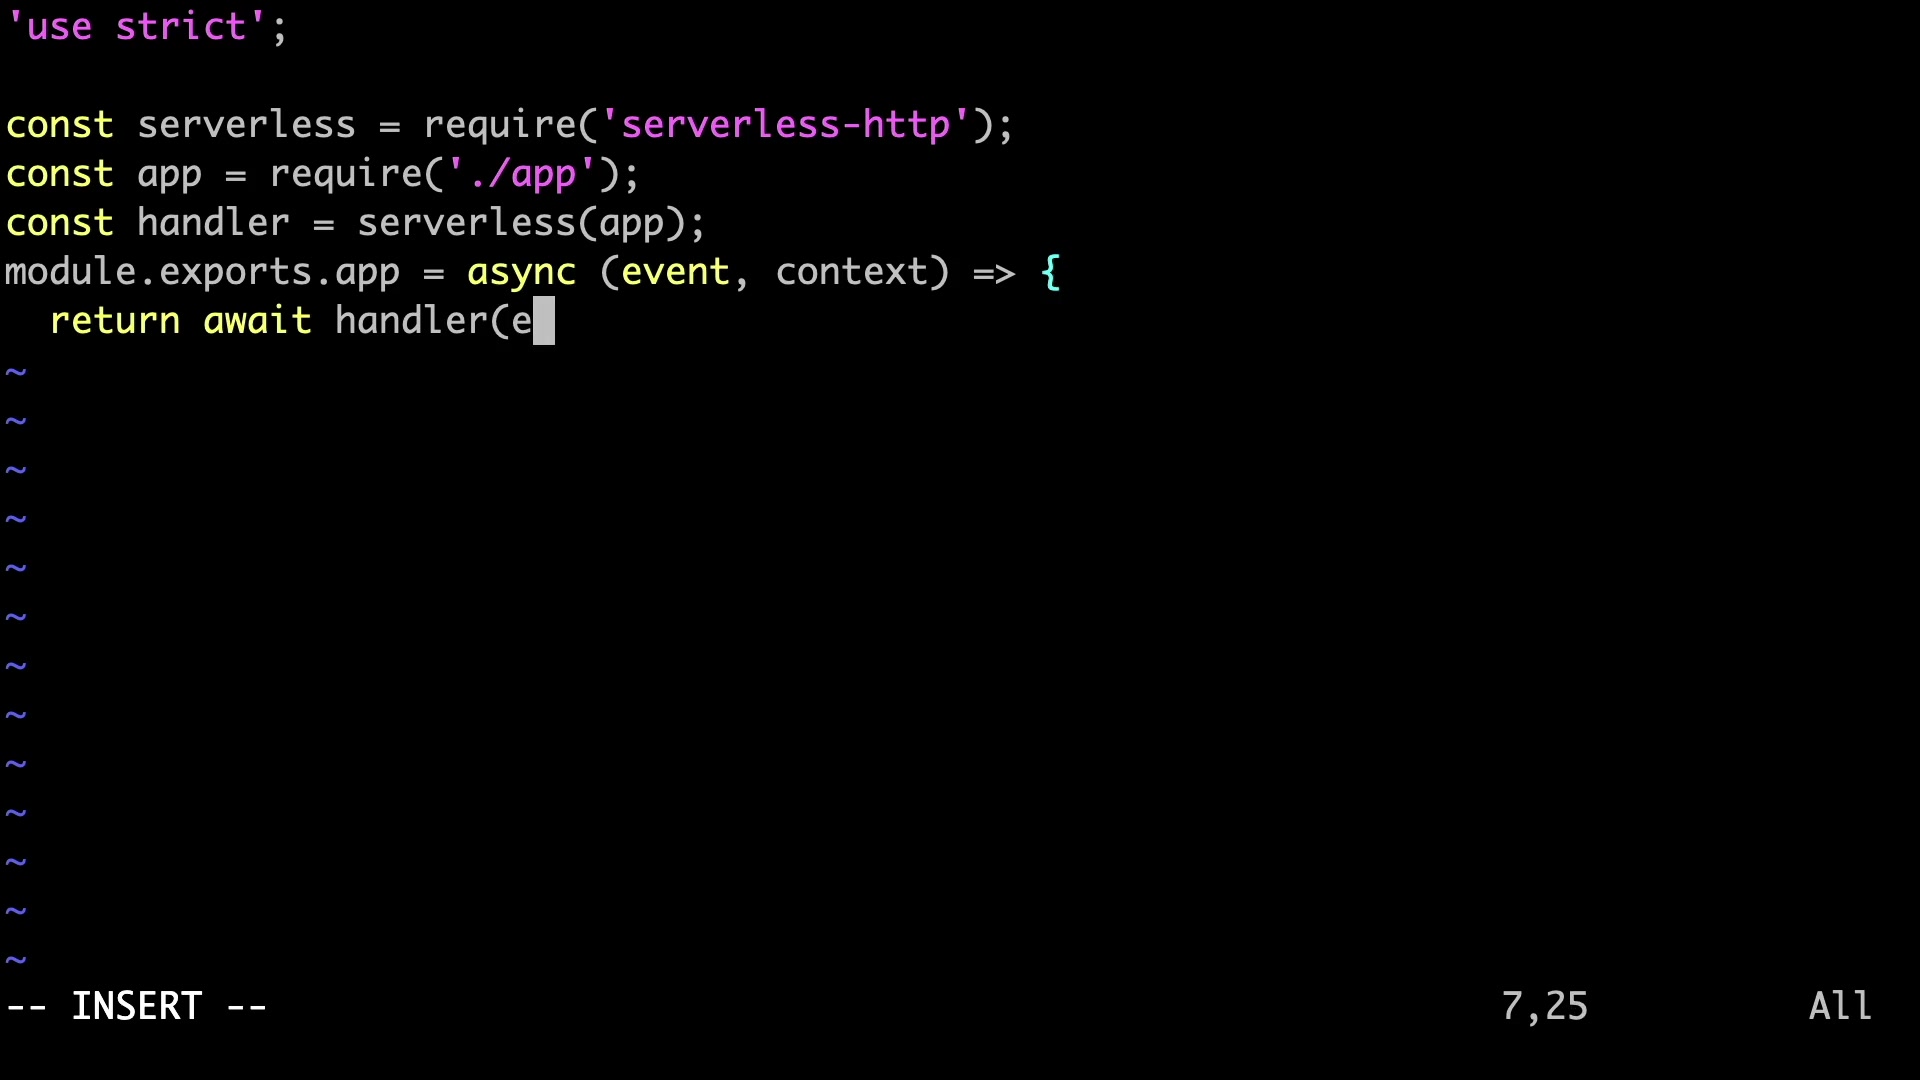 'use strict';

const serverless = require('serverless-http');
const app = require('./app');
const handler = serverless(app);
module.exports.app = async (event, context) => {
  return await handler(e
~
~
~
~
~
~
~
~
~
~
~
~
~
-- INSERT -- 7,25 All